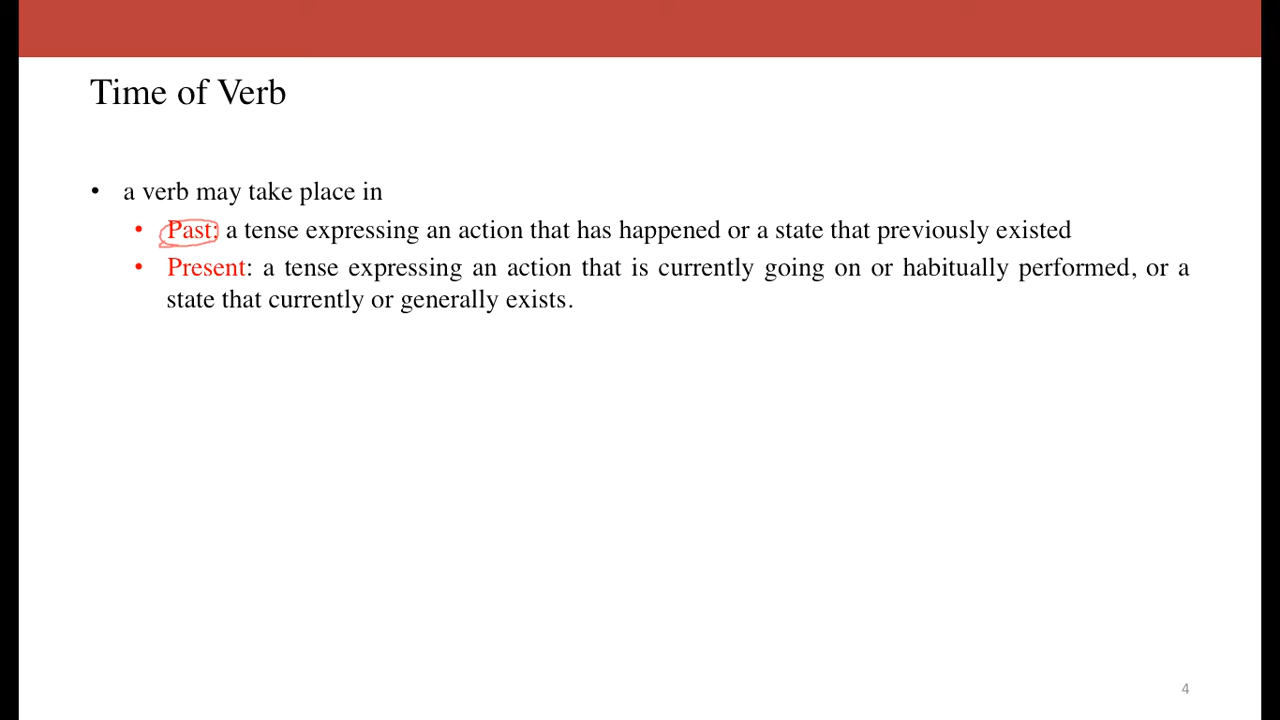 Time of Verb
• a verb may take place in
• Past: a tense expressing an action that has happened or a state that previously existed
• Present: a tense expressing an action that is currently going on or habitually performed, or a
state that currently or generally exists.
4